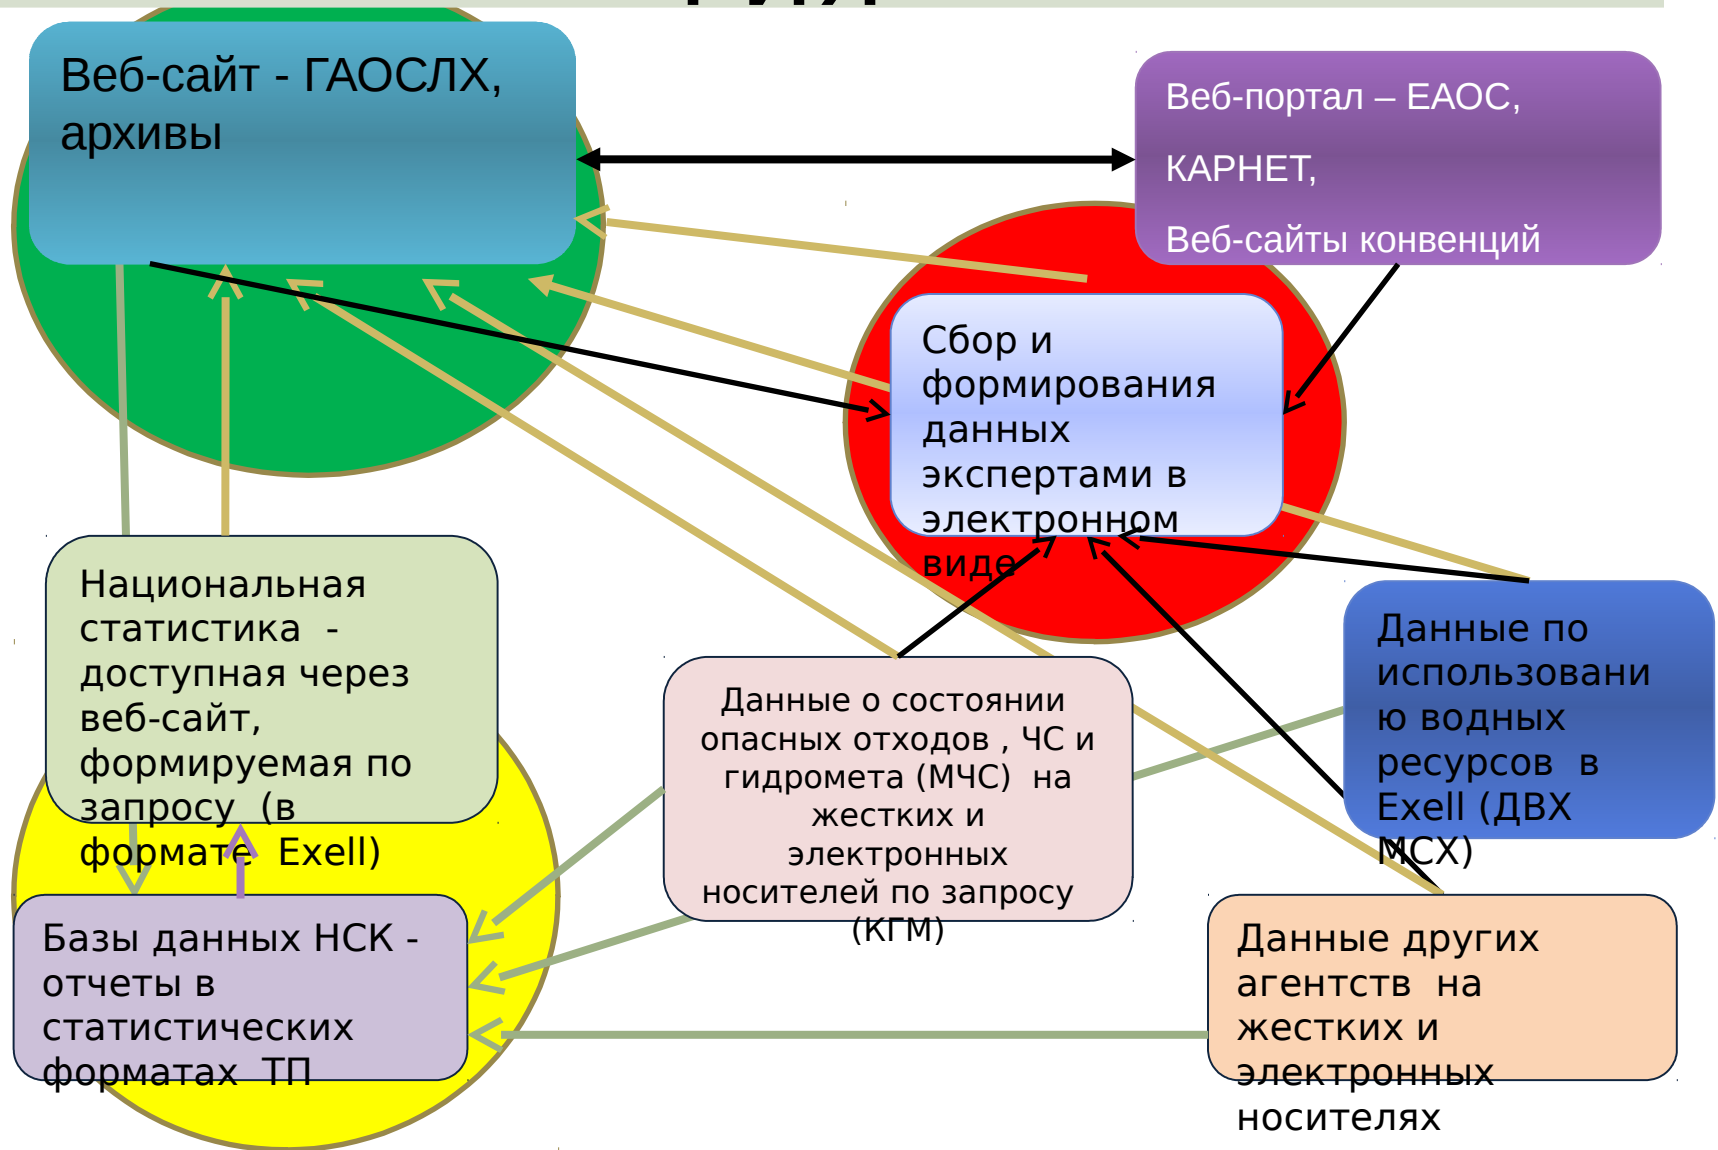 Веб-сайт - ГАОСЛХ,
архивы
Веб-портал – ЕАОС,
КАРНЕТ,
Веб-сайты конвенций
Сбор и
формирования
данных
экспертами в
электронном
виде
Национальная
статистика -
доступная через
веб-сайт,
формируемая по
запросу (в
формате Exell)
Данные о состоянии
опасных отходов , ЧС и
гидромета (МЧС) на
жестких и
электронных
носителей по запросу
(КГМ)
Данные по
использовани
ю водных
ресурсов в
Exell (ДВХ
МСХ)
Базы данных НСК -
отчеты в
статистических
форматах ТП
Данные других
агентств на
жестких и
электронных
носителях